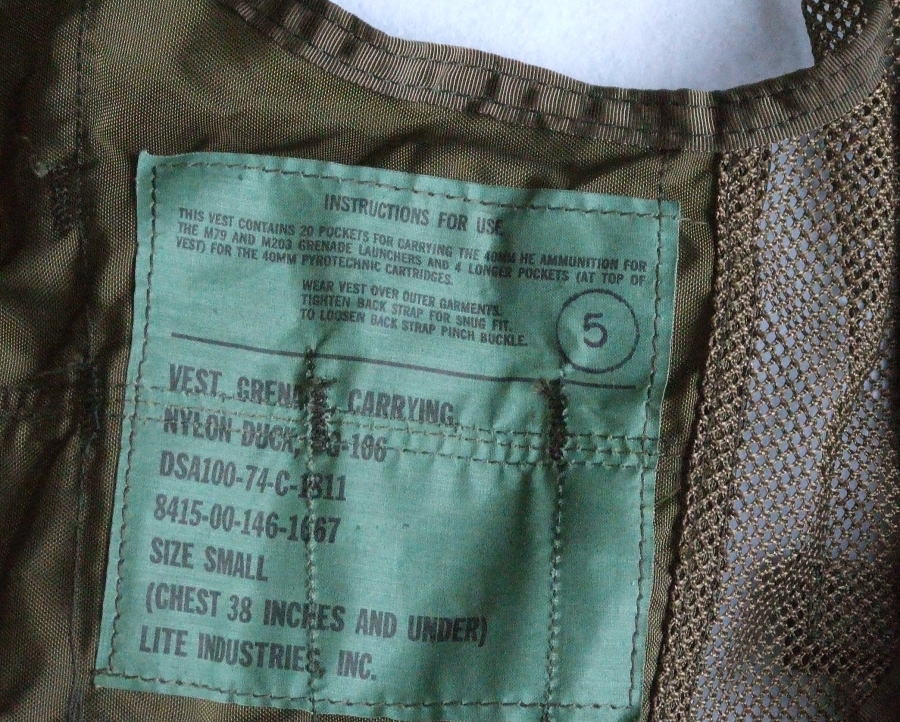 INSTRUCTIONS FOR USE
THIS VEST CONTAINS 20 POCKETS FOR CARRYING THE 40MM HE AMMUNITION FOR
THE M79 AND M203 GRENADE LAUNCHERS AND 4 LONGER POCKETS (AT TOP OF
VEST) FOR THE 40MM PYROTECHNIC CARTRIDGES.
WEAR VEST OVER OUTER GARMENTS.
TIGHTEN BACK STRAP FOR SNUG FIT.
TO LOOSEN BACK STRAP PINCH BUCKLE.
5
VEST, CARRYING,
NYLON DUCK,
DSA100-74-C-1811
8415-00-146-1667
SIZE SMALL
(CHEST 38 INCHES AND UNDER)
LITE INDUSTRIES, INC.